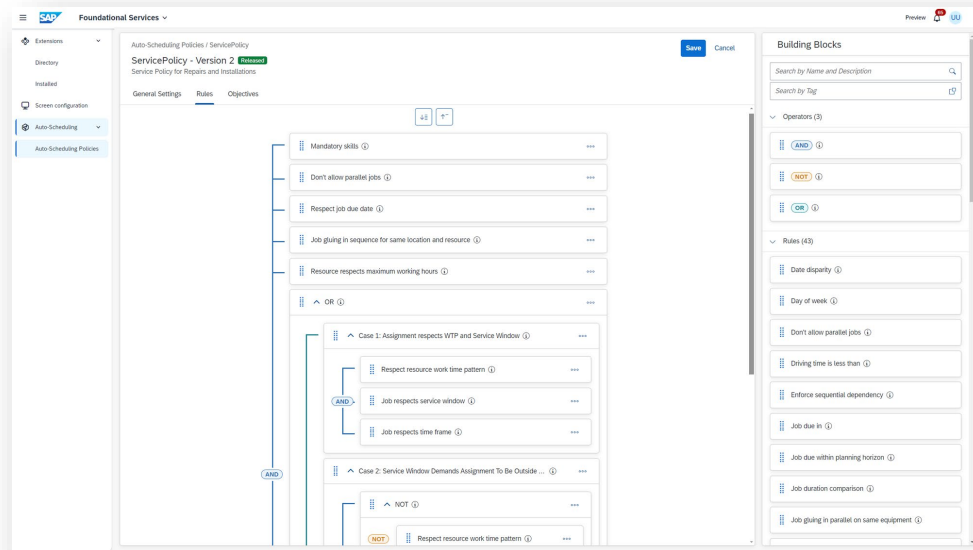 SAP
Foundational Services
Preview
85
UU
Extensions
Directory
Installed
Screen configuration
Auto-Scheduling
Auto-Scheduling Policies
Auto-Scheduling Policies / ServicePolicy
ServicePolicy - Version 2 Released
Service Policy for Repairs and Installations
Save
Cancel
General Settings
Rules
Objectives
Mandatory skills
Don't allow parallel jobs
Respect job due date
Job gluing in sequence for same location and resource
Resource respects maximum working hours
OR
Case 1: Assignment respects WTP and Service Window
Respect resource work time pattern
AND
Job respects service window
Job respects time frame
AND
Case 2: Service Window Demands Assignment To Be Outside ...
NOT
NOT
Respect resource work time pattern
Building Blocks
Search by Name and Description
Search by Tag
Operators (3)
AND
NOT
OR
Rules (43)
Date disparity
Day of week
Don't allow parallel jobs
Driving time is less than
Enforce sequential dependency
Job due in
Job due within planning horizon
Job duration comparison
Job gluing in parallel on same equipment